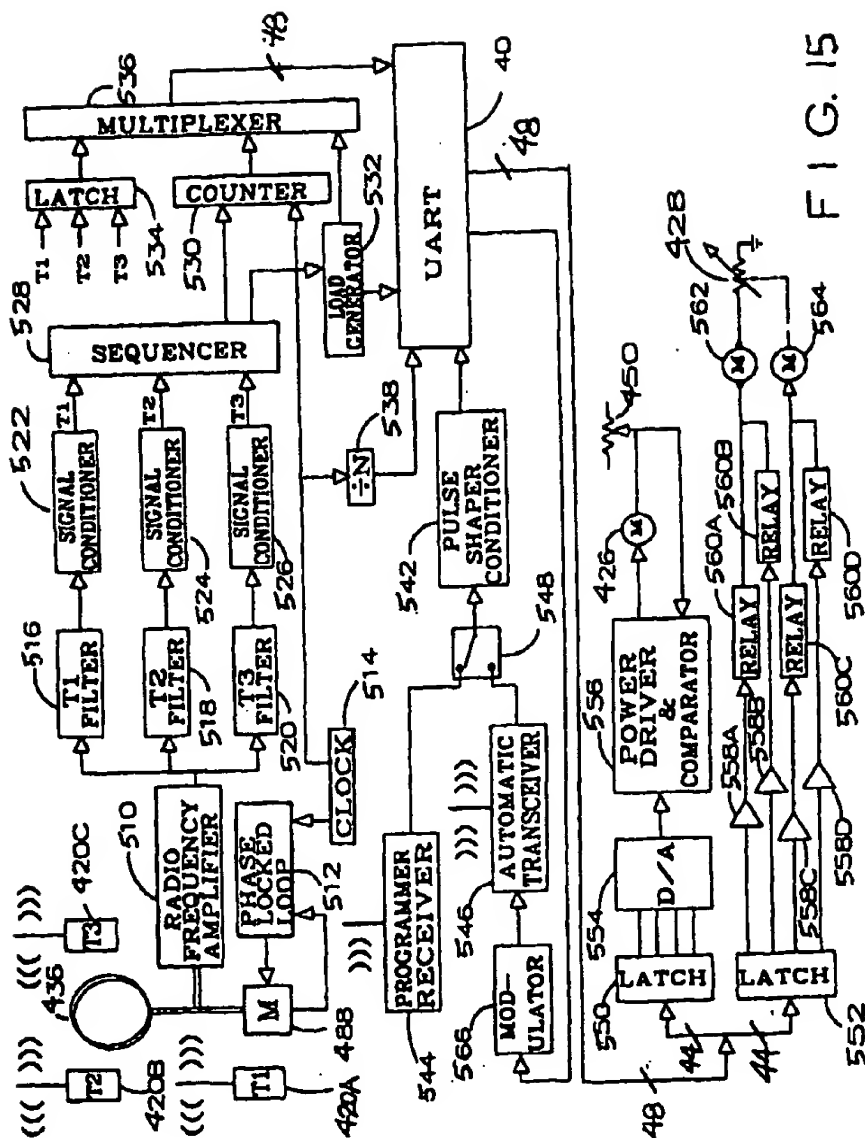 ((( )))
T2
420B
436
((( )))
T3
420C
((( )))
T1
420A
M
488
RADIO
FREQUENCY
AMPLIFIER
510
PHASE
LOCKED
LOOP
512
CLOCK
514
T1
FILTER
516
T2
FILTER
518
T3
FILTER
520
SIGNAL
CONDITIONER
522
SIGNAL
CONDITIONER
524
SIGNAL
CONDITIONER
526
T1
T2
T3
SEQUENCER
528
T1
T2
T3
LATCH
534
COUNTER
530
LOAD
GENERATOR
532
MULTIPLEXER
536
48
÷N
538
UART
40
48
)))
PROGRAMMER
RECEIVER
544
)))
AUTOMATIC
TRANSCEIVER
546
MOD-
ULATOR
566
548
PULSE
SHAPER
CONDITIONER
542
48
44
44
LATCH
550
LATCH
552
D/A
554
POWER
DRIVER
&
COMPARATOR
556
M
426
450
558A
558B
558C
558D
RELAY
560A
RELAY
560B
RELAY
560C
RELAY
560D
M
562
M
564
428
FIG. 15